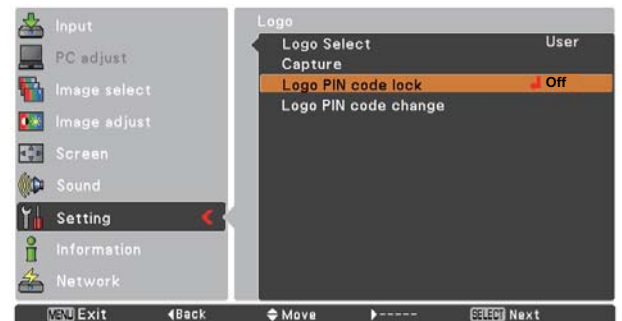 Input
PC adjust
Image select
Image adjust
Screen
Sound
Setting
Information
Network
Logo
Logo Select User
Capture
Logo PIN code lock Off
Logo PIN code change
MENU Exit ◀Back Move ▶----- SELECT Next